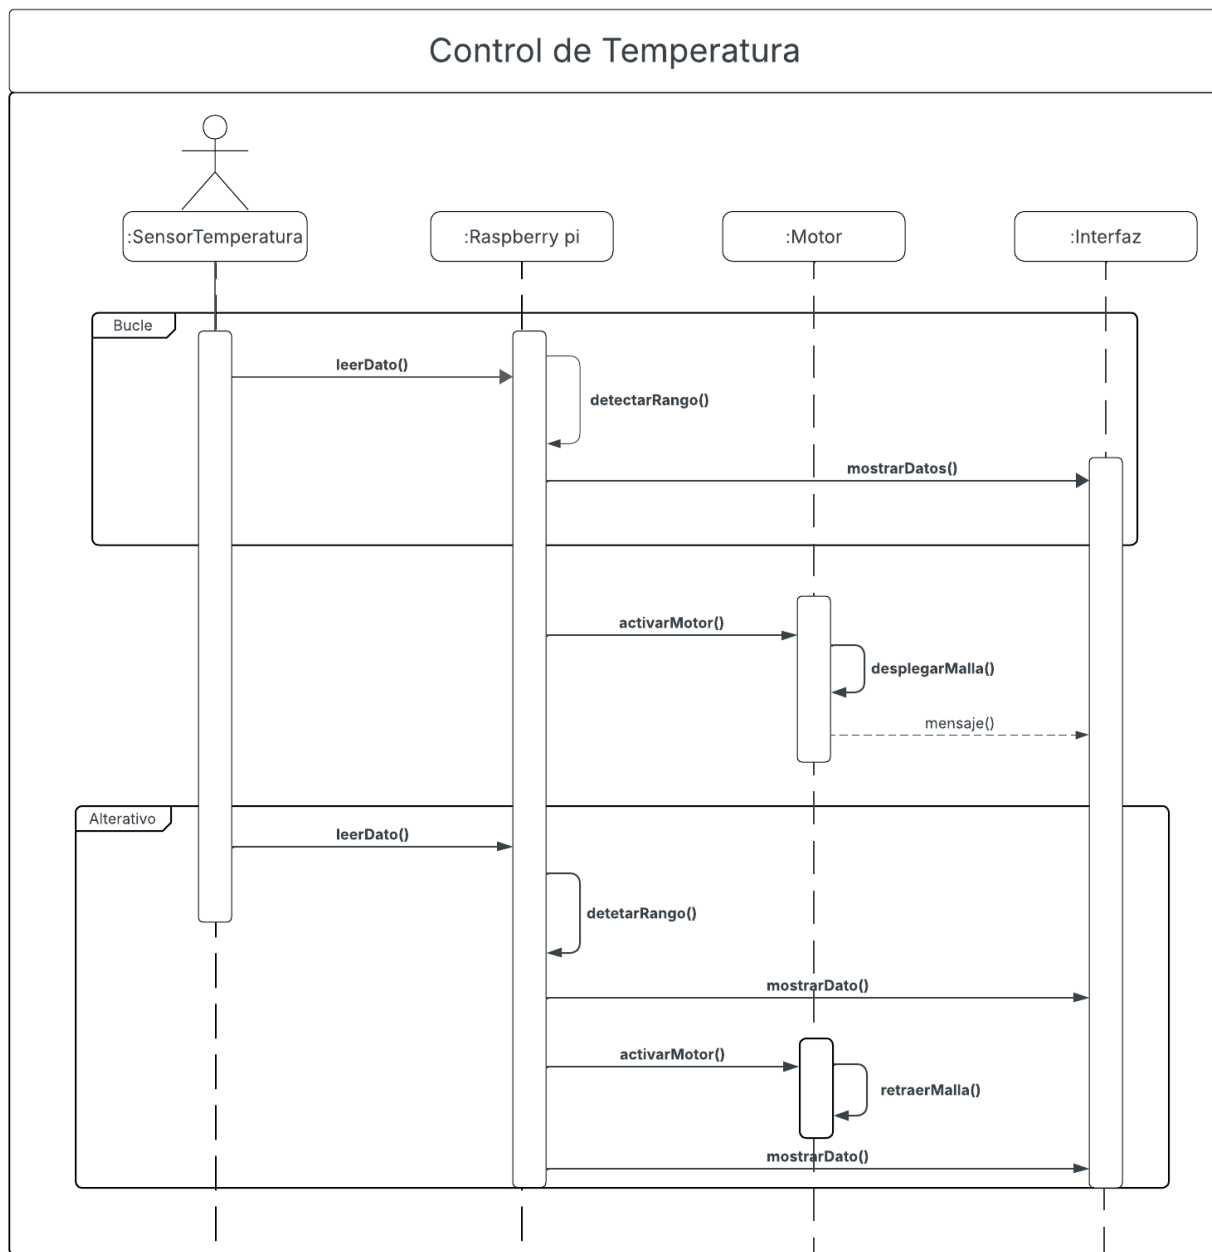 Control de Temperatura
:SensorTemperatura
:Raspberry pi
:Motor
:Interfaz
Bucle
leerDato()
detectarRango()
mostrarDatos()
activarMotor()
desplegarMalla()
mensaje()
Alterativo
leerDato()
detetarRango()
mostrarDato()
activarMotor()
retraerMalla()
mostrarDato()